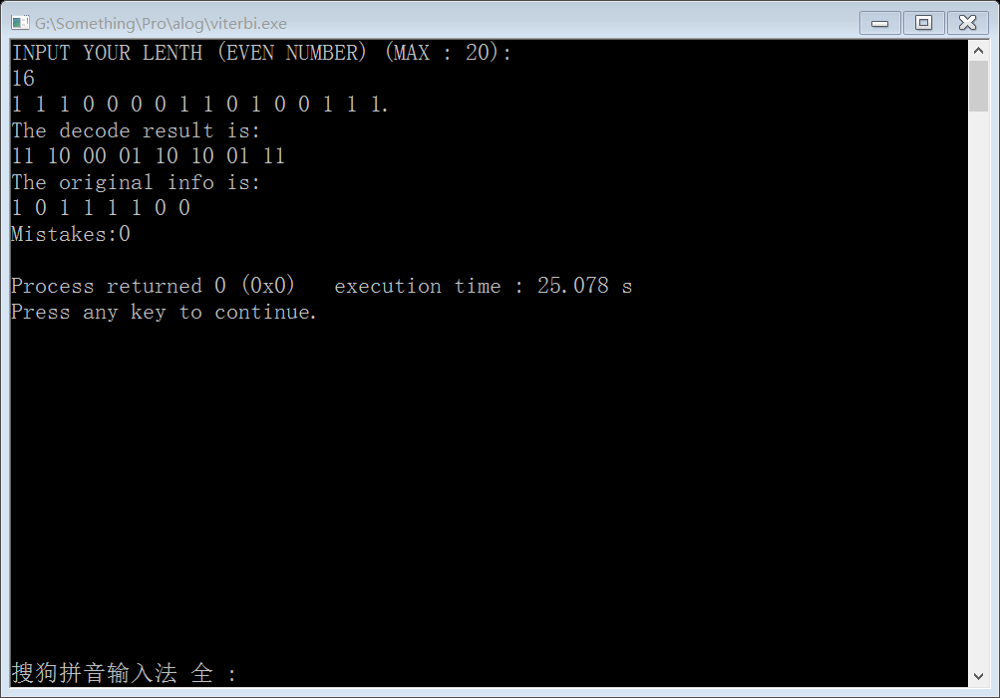 G:\Something\Pro\alog\viterbi.exe
INPUT YOUR LENTH (EVEN NUMBER) (MAX : 20):
16
1 1 1 0 0 0 0 1 1 0 1 0 0 1 1 1.
The decode result is:
11 10 00 01 10 10 01 11
The original info is:
1 0 1 1 1 1 0 0
Mistakes:0
Process returned 0 (0x0)   execution time : 25.078 s
Press any key to continue.
搜狗拼音输入法 全 :